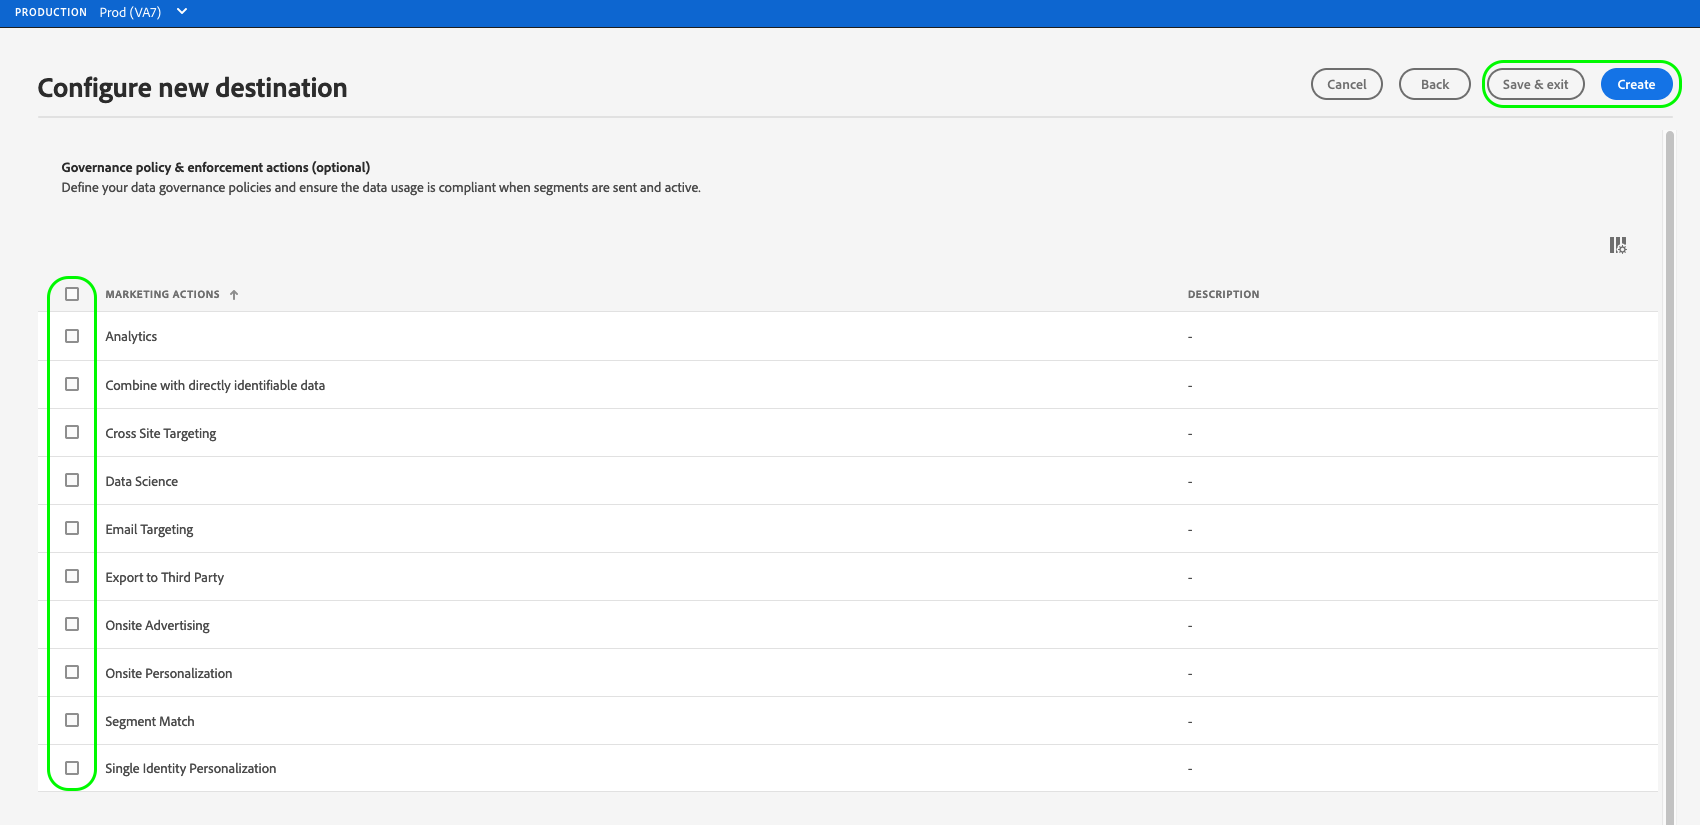 PRODUCTION Prod (VA7)
Configure new destination
Cancel Back Save & exit Create
Governance policy & enforcement actions (optional)
Define your data governance policies and ensure the data usage is compliant when segments are sent and active.
MARKETING ACTIONS DESCRIPTION
Analytics -
Combine with directly identifiable data -
Cross Site Targeting -
Data Science -
Email Targeting -
Export to Third Party -
Onsite Advertising -
Onsite Personalization -
Segment Match -
Single Identity Personalization -